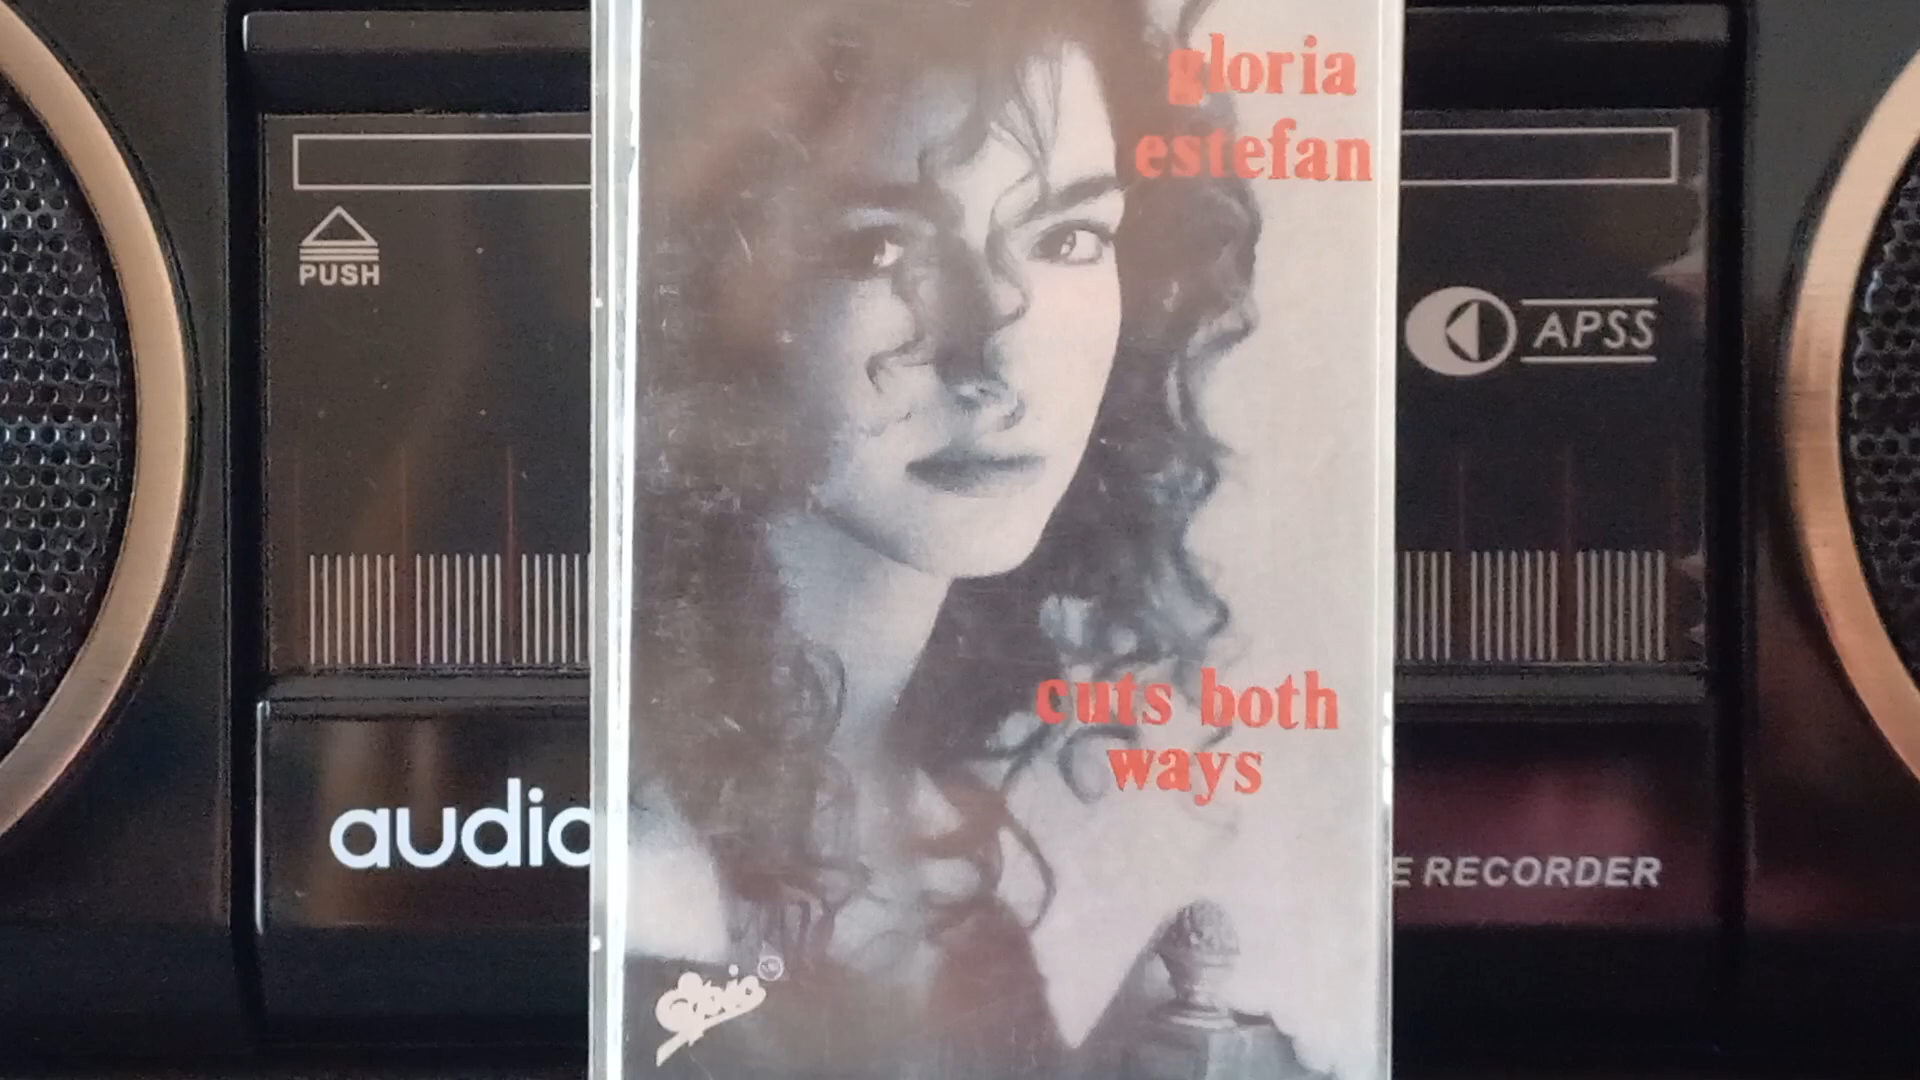 gloria
estefan
PUSH
APSS
cuts both
ways
audio
E RECORDER
Epic